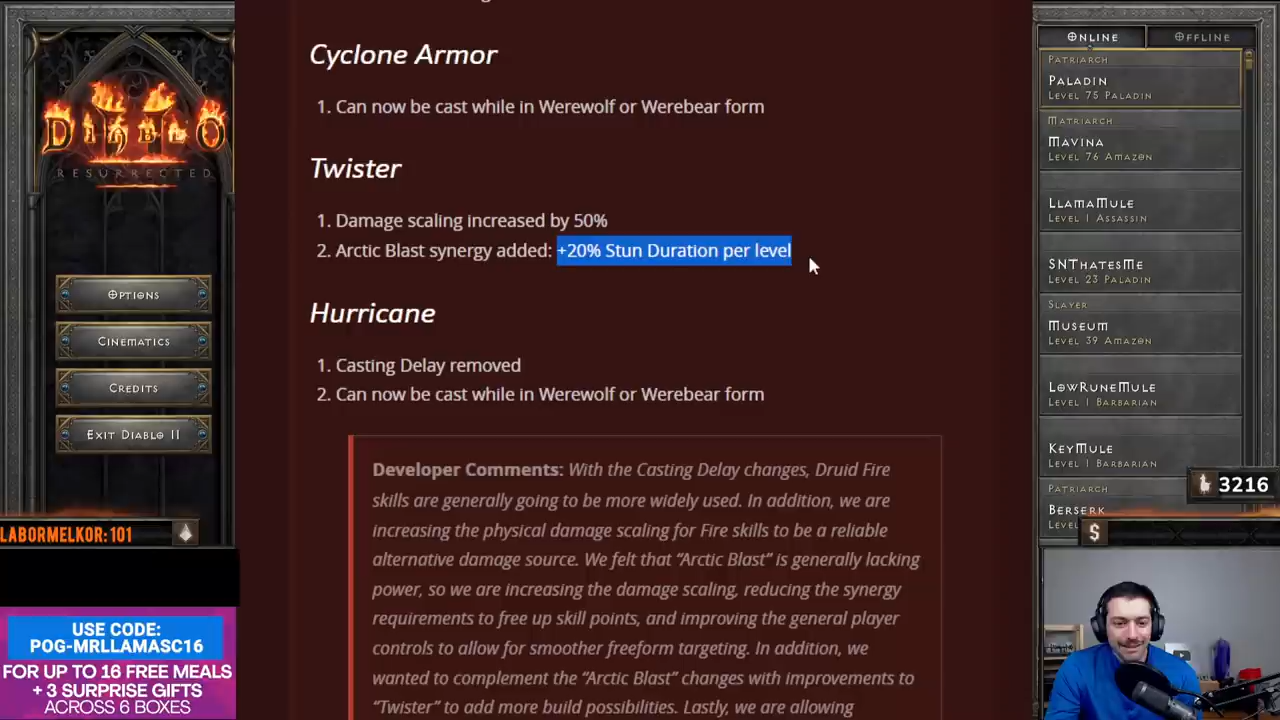 Cyclone Armor
1. Can now be cast while in Werewolf or Werebear form
Twister
1. Damage scaling increased by 50%
2. Arctic Blast synergy added: +20% Stun Duration per level
Hurricane
1. Casting Delay removed
2. Can now be cast while in Werewolf or Werebear form
Developer Comments: With the Casting Delay changes, Druid Fire
skills are generally going to be more widely used. In addition, we are
increasing the physical damage scaling for Fire skills to be a reliable
alternative damage source. We felt that “Arctic Blast” is generally lacking
power, so we are increasing the damage scaling, reducing the synergy
requirements to free up skill points, and improving the general player
controls to allow for smoother freeform targeting. In addition, we
wanted to complement the “Arctic Blast” changes with improvements to
“Twister” to add more build possibilities. Lastly, we are allowing
DIABLO
II
RESURRECTED
Options
Cinematics
Credits
Exit Diablo II
LABORMELKOR: 101
USE CODE:
POG-MRLLAMASC16
FOR UP TO 16 FREE MEALS
+ 3 SURPRISE GIFTS
ACROSS 6 BOXES
Online
Offline
Patriarch
Paladin
Level 75 Paladin
Matriarch
Mavina
Level 76 Amazon
LlamaMule
Level 1 Assassin
SNThatesMe
Level 23 Paladin
Slayer
Museum
Level 39 Amazon
LowRuneMule
Level 1 Barbarian
KeyMule
Level 1 Barbarian
Patriarch
Berserk
Level
3216
$